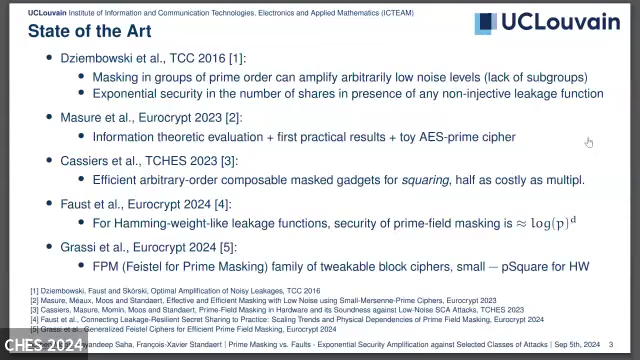 UCLouvain Institute of Information and Communication Technologies. Electronics and Applied Mathematics (ICTEAM)
State of the Art
UCLouvain
Dziembowski et al., TCC 2016 [1]:
Masking in groups of prime order can amplify arbitrarily low noise levels (lack of subgroups)
Exponential security in the number of shares in presence of any non-injective leakage function
Masure et al., Eurocrypt 2023 [2]:
Information theoretic evaluation + first practical results + toy AES-prime cipher
Cassiers et al., TCHES 2023 [3]:
Efficient arbitrary-order composable masked gadgets for squaring, half as costly as multipl.
Faust et al., Eurocrypt 2024 [4]:
For Hamming-weight-like leakage functions, security of prime-field masking is ≈ log(p)^d
Grassi et al., Eurocrypt 2024 [5]:
FPM (Feistel for Prime Masking) family of tweakable block ciphers, small − pSquare for HW
[1] Dziembowski, Faust and Skórski, Optimal Amplification of Noisy Leakages, TCC 2016
[2] Masure, Méaux, Moos and Standaert, Effective and Efficient Masking with Low Noise using Small-Mersenne-Prime Ciphers, Eurocrypt 2023
[3] Cassiers, Masure, Momin, Moos and Standaert, Prime-Field Masking in Hardware and its Soundness against Low-Noise SCA Attacks, TCHES 2023
[4] Faust et al., Connecting Leakage-Resilient Secret Sharing to Practice: Scaling Trends and Physical Dependencies of Prime Field Masking, Eurocrypt 2024
[5] Grassi et al., Generalized Feistel Ciphers for Efficient Prime Field Masking, Eurocrypt 2024
CHES 2024
Saha, François-Xavier Standaert | Prime Masking vs. Faults - Exponential Security Amplification against Selected Classes of Attacks | Sep 5th, 2024 3